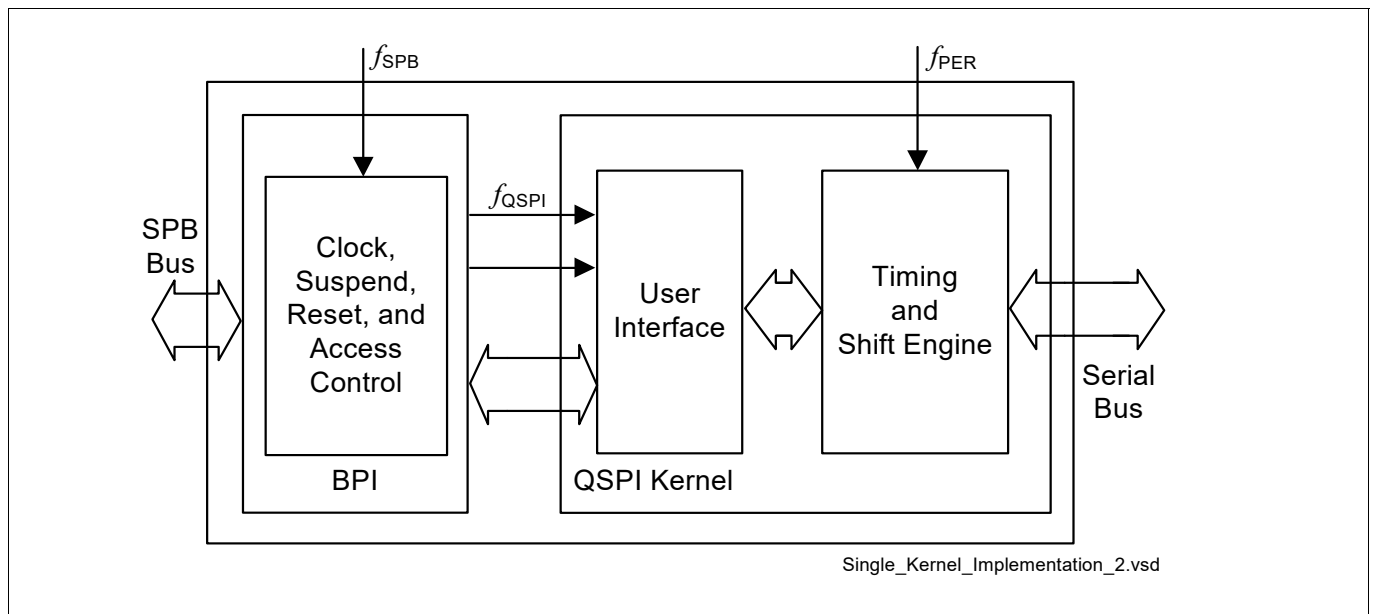 fSPB
fPER
SPB
Bus
Clock,
Suspend,
Reset, and
Access
Control
BPI
fQSPI
User
Interface
QSPI Kernel
Timing
and
Shift Engine
Serial
Bus
Single_Kernel_Implementation_2.vsd